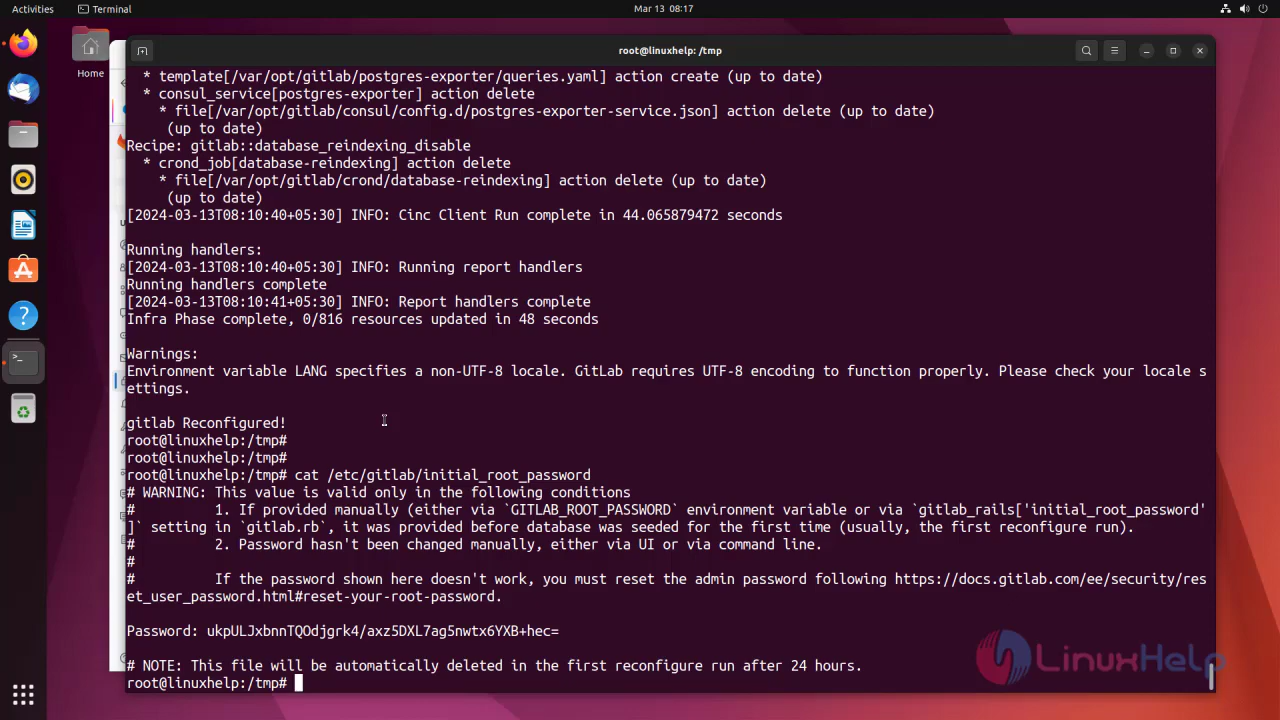 Activities
Terminal
Mar 13 08:17
Home
root@linuxhelp: /tmp
* template[/var/opt/gitlab/postgres-exporter/queries.yaml] action create (up to date)
* consul_service[postgres-exporter] action delete
* file[/var/opt/gitlab/consul/config.d/postgres-exporter-service.json] action delete (up to date)
(up to date)
Recipe: gitlab::database_reindexing_disable
* crond_job[database-reindexing] action delete
* file[/var/opt/gitlab/crond/database-reindexing] action delete (up to date)
(up to date)
[2024-03-13T08:10:40+05:30] INFO: Cinc Client Run complete in 44.065879472 seconds
Running handlers:
[2024-03-13T08:10:40+05:30] INFO: Running report handlers
Running handlers complete
[2024-03-13T08:10:41+05:30] INFO: Report handlers complete
Infra Phase complete, 0/816 resources updated in 48 seconds
Warnings:
Environment variable LANG specifies a non-UTF-8 locale. GitLab requires UTF-8 encoding to function properly. Please check your locale s
ettings.
gitlab Reconfigured!
root@linuxhelp:/tmp#
root@linuxhelp:/tmp#
root@linuxhelp:/tmp# cat /etc/gitlab/initial_root_password
# WARNING: This value is valid only in the following conditions
# 1. If provided manually (either via `GITLAB_ROOT_PASSWORD` environment variable or via `gitlab_rails['initial_root_password'
]` setting in `gitlab.rb`, it was provided before database was seeded for the first time (usually, the first reconfigure run).
# 2. Password hasn't been changed manually, either via UI or via command line.
#
# If the password shown here doesn't work, you must reset the admin password following https://docs.gitlab.com/ee/security/res
et_user_password.html#reset-your-root-password.
Password: ukpULJxbnnTQOdjgrk4/axz5DXL7ag5nwtx6YXB+hec=
# NOTE: This file will be automatically deleted in the first reconfigure run after 24 hours.
root@linuxhelp:/tmp#
LinuxHelp